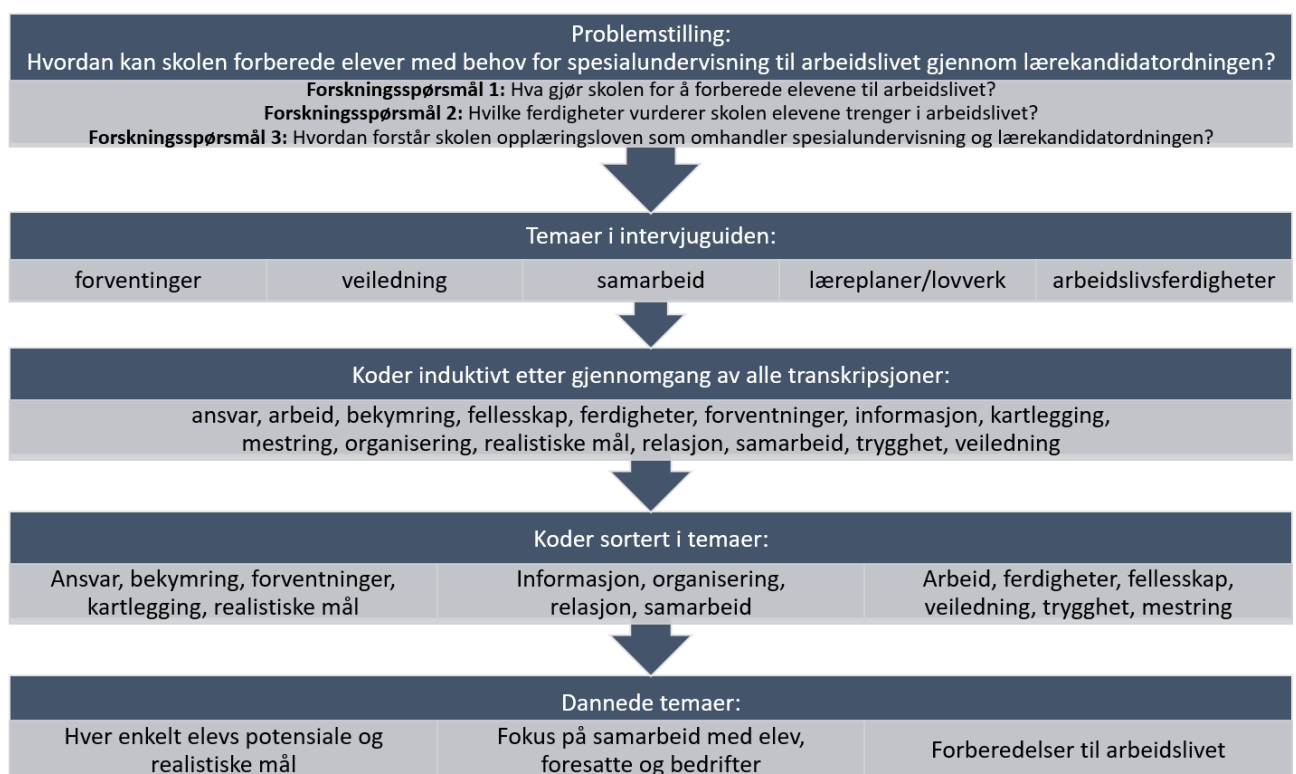 Problemstilling:
Hvordan kan skolen forberede elever med behov for spesialundervisning til arbeidslivet gjennom lærekandidatordningen?
Forskningsspørsmål 1: Hva gjør skolen for å forberede elevene til arbeidslivet?
Forskningsspørsmål 2: Hvilke ferdigheter vurderer skolen elevene trenger i arbeidslivet?
Forskningsspørsmål 3: Hvordan forstår skolen opplæringsloven som omhandler spesialundervisning og lærekandidatordningen?
Temaer i intervjuguiden:
forventinger
veiledning
samarbeid
læreplaner/lovverk
arbeidslivsferdigheter
Koder induktivt etter gjennomgang av alle transkripsjoner:
ansvar, arbeid, bekymring, fellesskap, ferdigheter, forventninger, informasjon, kartlegging,
mestring, organisering, realistiske mål, relasjon, samarbeid, trygghet, veiledning
Koder sortert i temaer:
Ansvar, bekymring, forventninger,
kartlegging, realistiske mål
Informasjon, organisering,
relasjon, samarbeid
Arbeid, ferdigheter, fellesskap,
veiledning, trygghet, mestring
Dannede temaer:
Hver enkelt elevs potensiale og
realistiske mål
Fokus på samarbeid med elev,
foresatte og bedrifter
Forberedelser til arbeidslivet